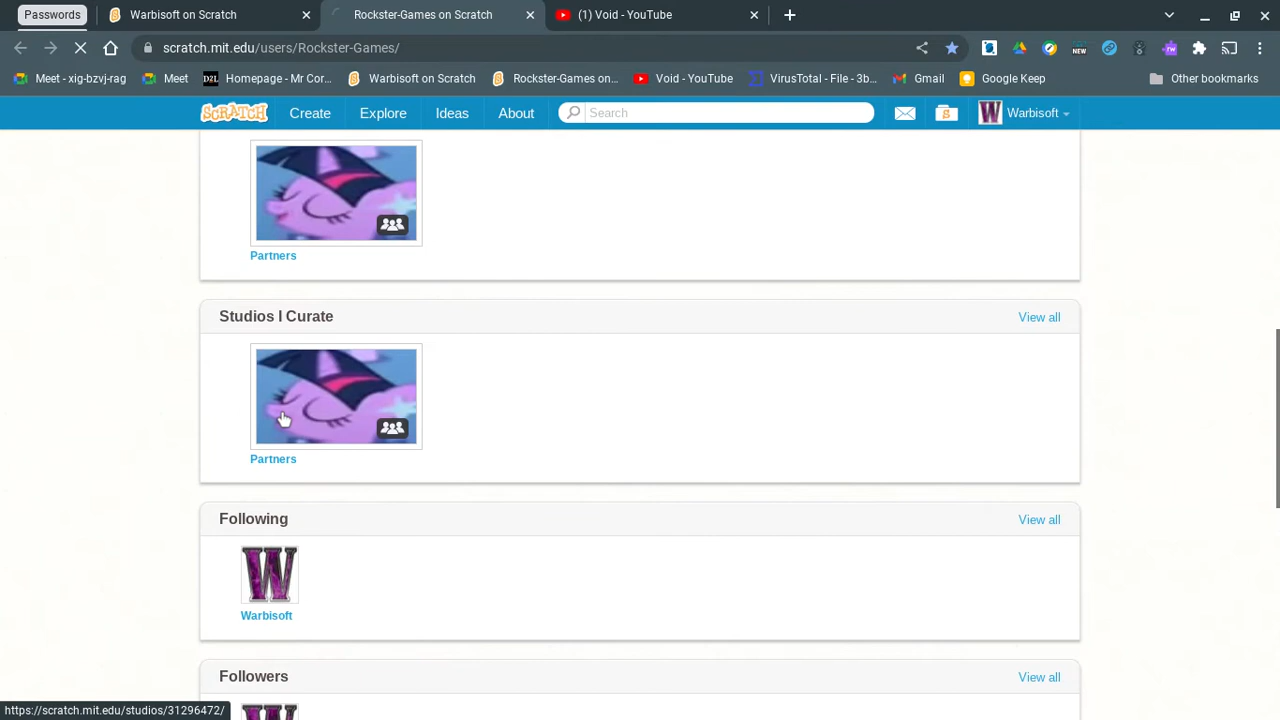 Passwords
Warbisoft on Scratch
Rockster-Games on Scratch
(1) Void - YouTube
scratch.mit.edu/users/Rockster-Games/
NEW
TW
Meet - xig-bzvj-rag
Meet
D2L
Homepage - Mr Cor...
Warbisoft on Scratch
Rockster-Games on...
Void - YouTube
VirusTotal - File - 3b...
Gmail
Google Keep
Other bookmarks
SCRATCH
Create
Explore
Ideas
About
Search
S
W
Warbisoft
Partners
Studios I Curate
View all
Partners
Following
View all
W
Warbisoft
Followers
View all
https://scratch.mit.edu/studios/31296472/